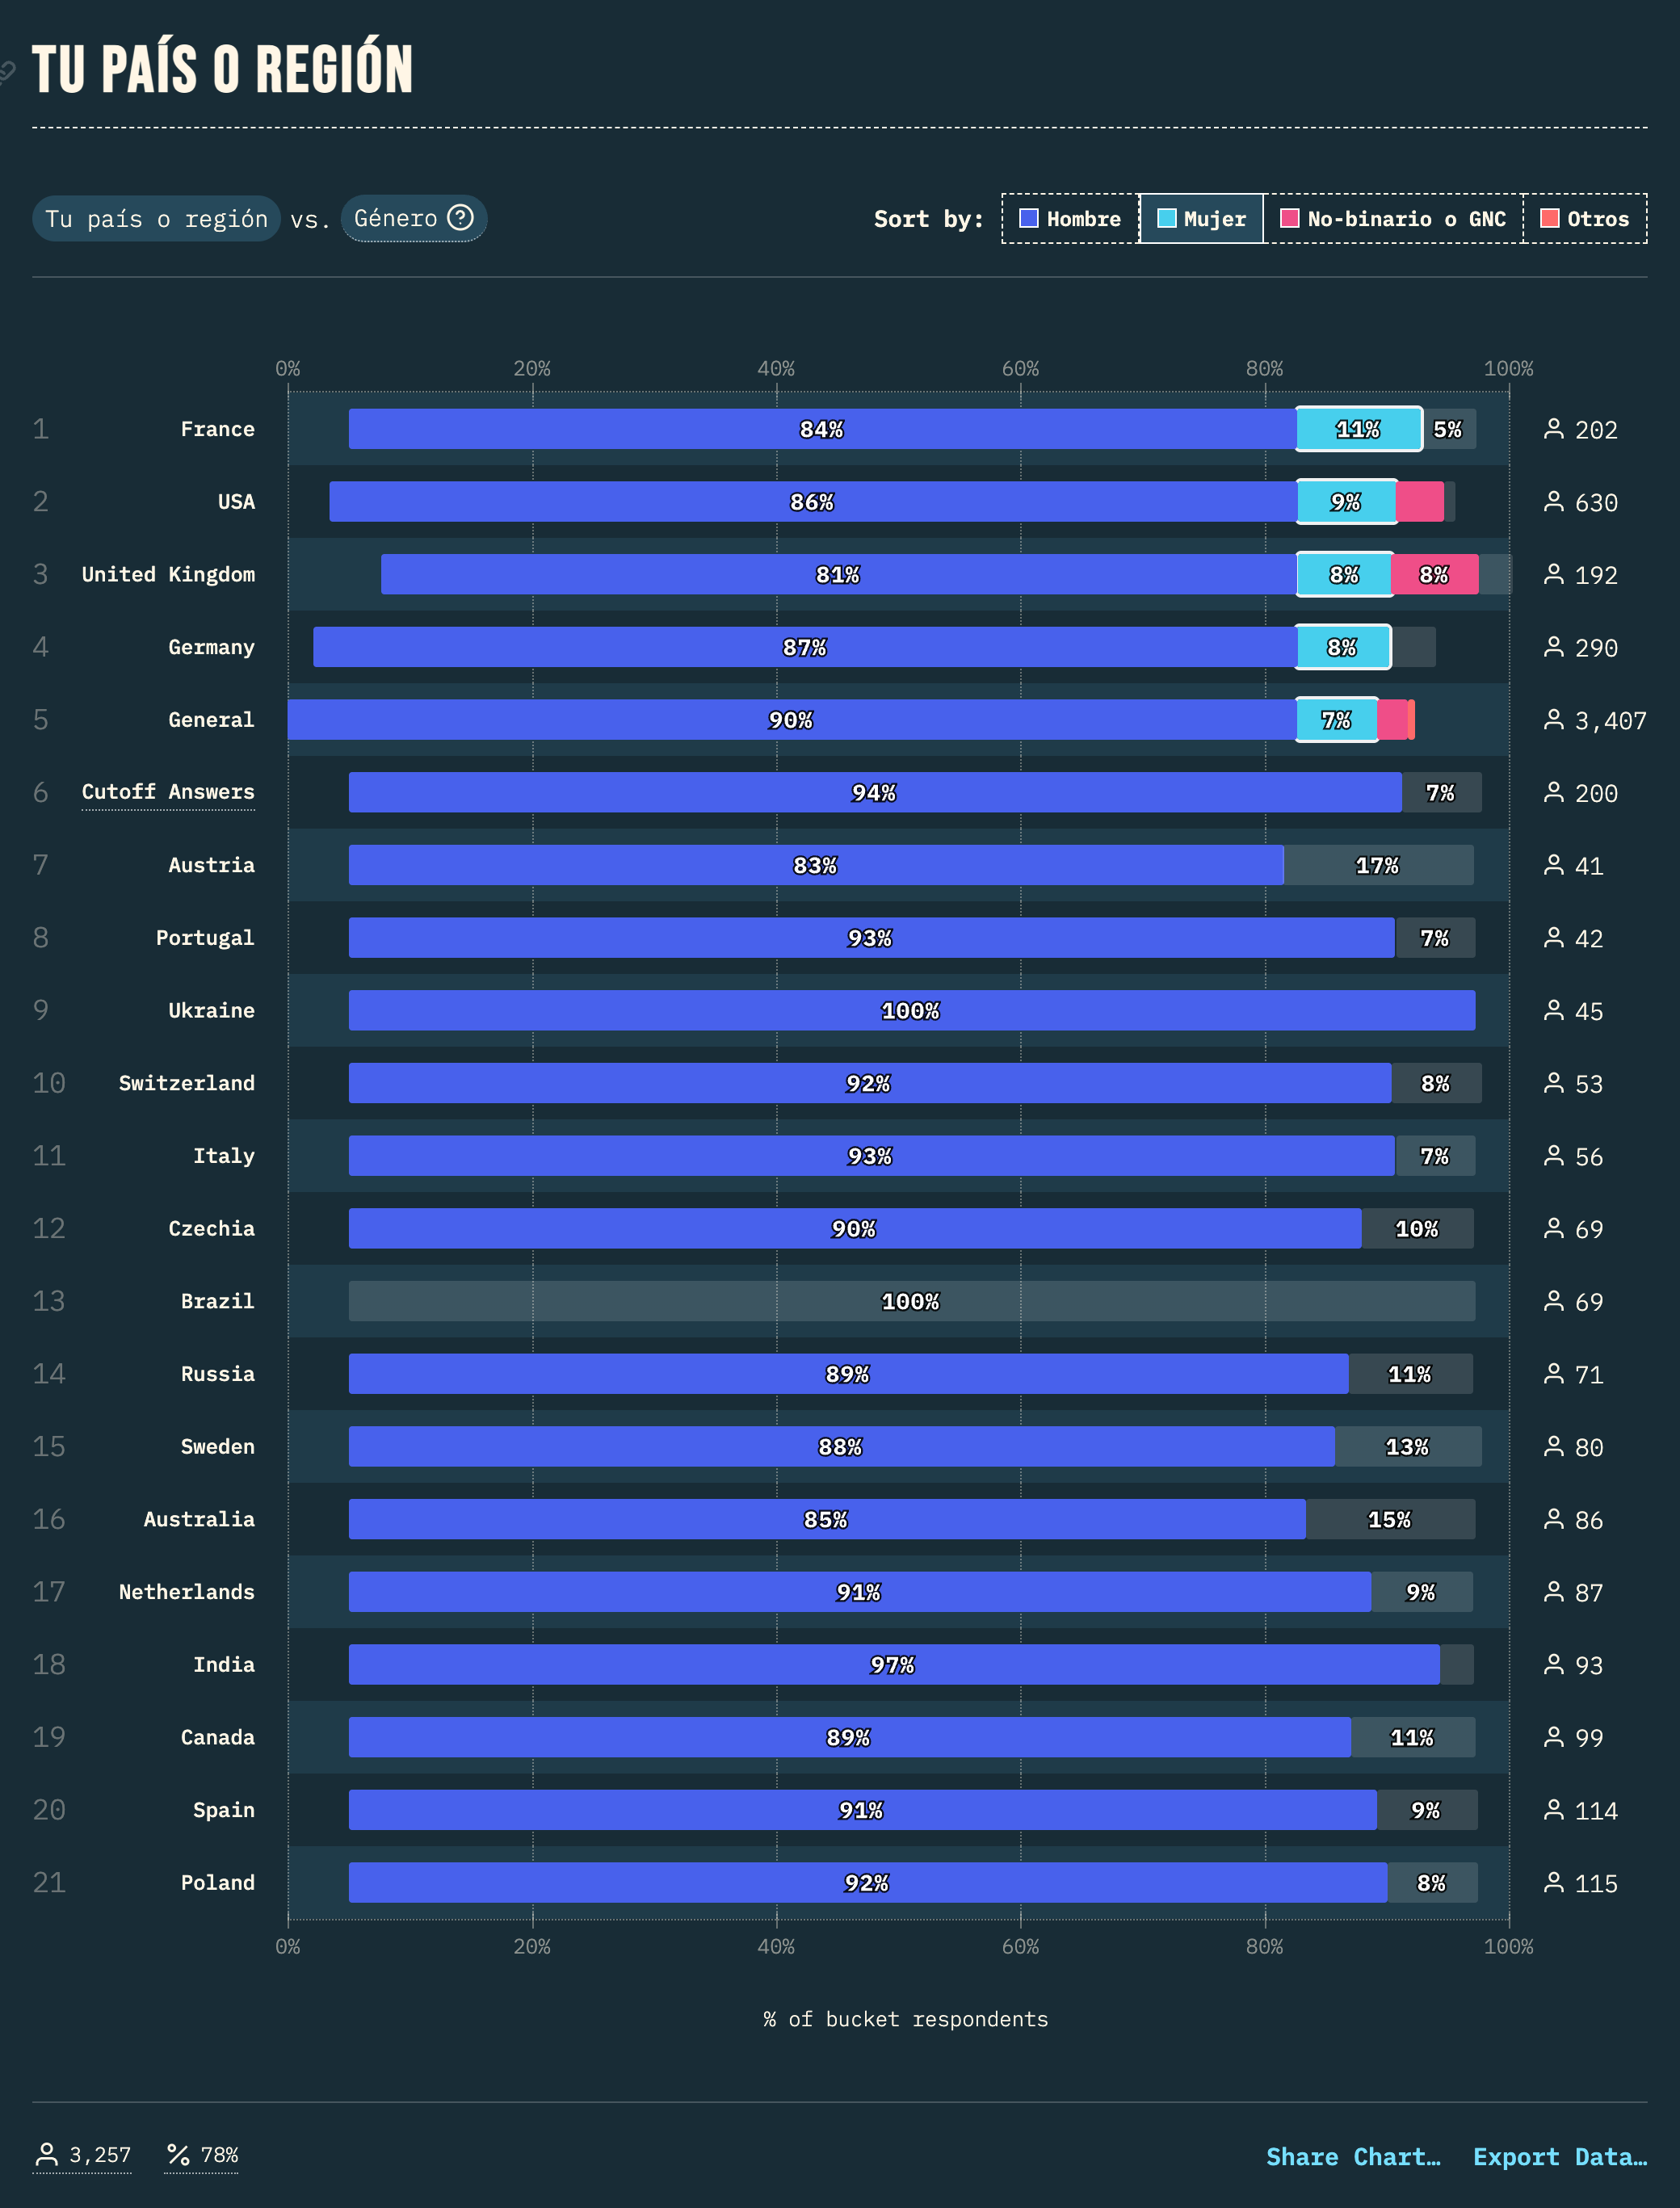 TU PAÍS O REGIÓN
Tu país o región vs. Género ? Sort by: Hombre Mujer No-binario o GNC Otros
0% 20% 40% 60% 80% 100%
1 France 84% 11% 5% 202
2 USA 86% 9% 630
3 United Kingdom 81% 8% 8% 192
4 Germany 87% 8% 290
5 General 90% 7% 3,407
6 Cutoff Answers 94% 7% 200
7 Austria 83% 17% 41
8 Portugal 93% 7% 42
9 Ukraine 100% 45
10 Switzerland 92% 8% 53
11 Italy 93% 7% 56
12 Czechia 90% 10% 69
13 Brazil 100% 69
14 Russia 89% 11% 71
15 Sweden 88% 13% 80
16 Australia 85% 15% 86
17 Netherlands 91% 9% 87
18 India 97% 93
19 Canada 89% 11% 99
20 Spain 91% 9% 114
21 Poland 92% 8% 115
0% 20% 40% 60% 80% 100%
% of bucket respondents
3,257 % 78% Share Chart… Export Data…